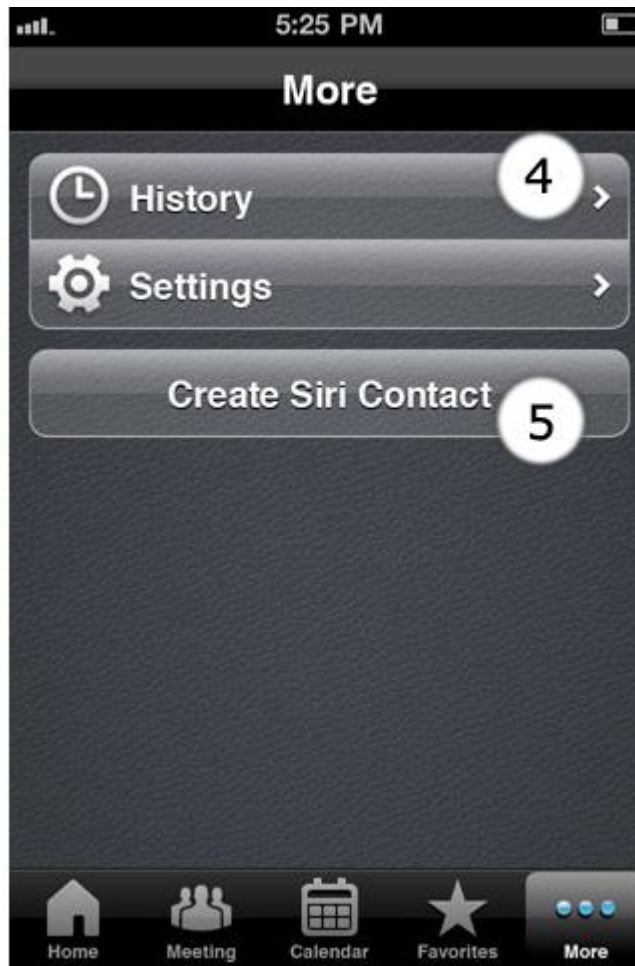 5:25 PM
More
History
4
Settings
Create Siri Contact
5
Home Meeting Calendar Favorites More